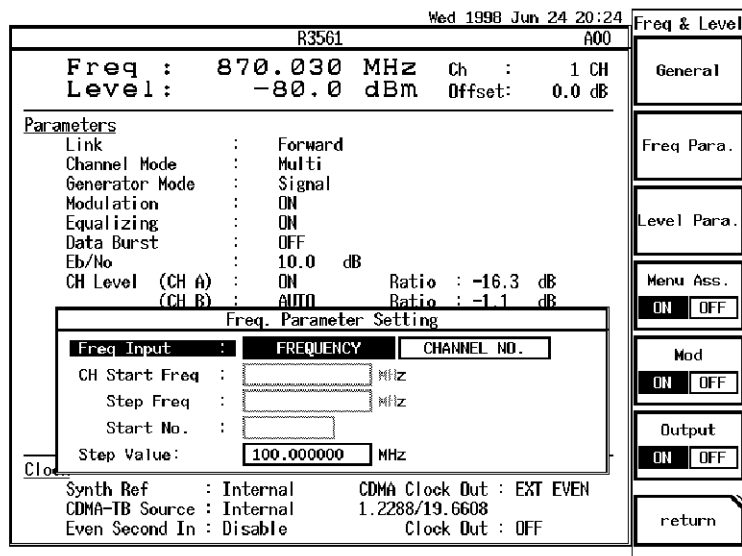 Wed 1998 Jun 24 20:24
Freq & Level
R3561 A00
Freq : 870.030 MHz Ch : 1 CH
Level: -80.0 dBm Offset: 0.0 dB
Parameters
Link : Forward
Channel Mode : Multi
Generator Mode : Signal
Modulation : ON
Equalizing : ON
Data Burst : OFF
Eb/No : 10.0 dB
CH Level (CH A) : ON Ratio : -16.3 dB
(CH B) : AUTO Ratio : -1.1 dB
Freq. Parameter Setting
Freq Input : FREQUENCY CHANNEL NO.
CH Start Freq : MHz
Step Freq : MHz
Start No. :
Step Value: 100.000000 MHz
Synth Ref : Internal CDMA Clock Out : EXT EVEN
CDMA-TB Source : Internal 1.2288/19.6608
Even Second In : Disable Clock Out : OFF
General
Freq Para.
Level Para.
Menu Ass.
ON OFF
Mod
ON OFF
Output
ON OFF
return